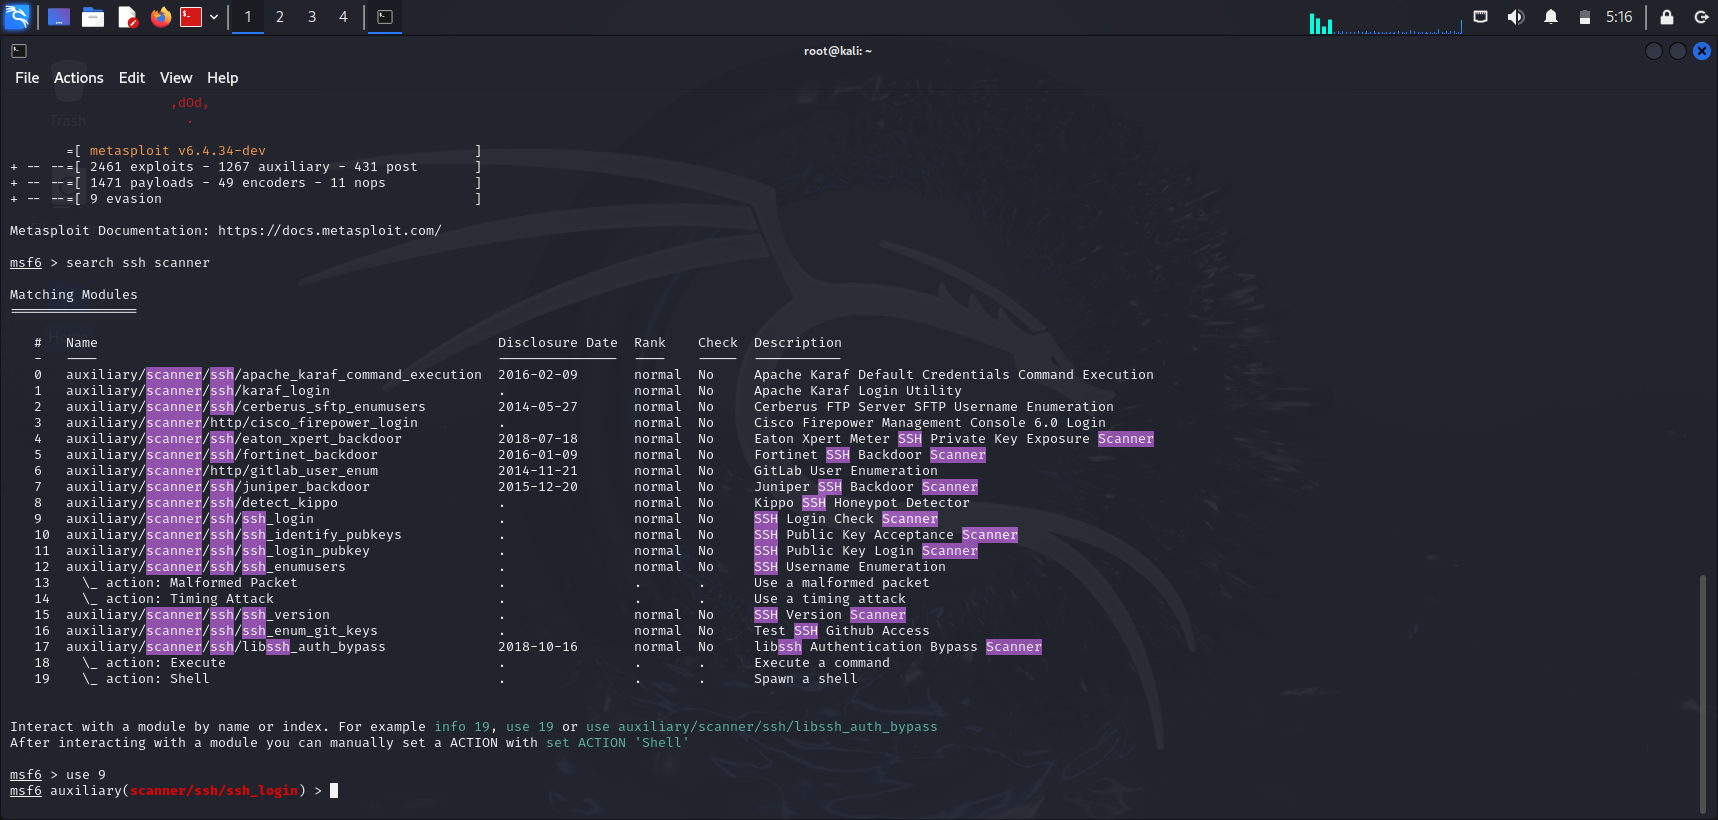 1 2 3 4 5:16
root@kali: ~
File Actions Edit View Help
Trash
,dOd,
.
=[ metasploit v6.4.34-dev ]
+ -- --=[ 2461 exploits - 1267 auxiliary - 431 post ]
+ -- --=[ 1471 payloads - 49 encoders - 11 nops ]
+ -- --=[ 9 evasion ]
Metasploit Documentation: https://docs.metasploit.com/
msf6 > search ssh scanner
Matching Modules
================
# Name Disclosure Date Rank Check Description
- ---- --------------- ---- ----- -----------
0 auxiliary/scanner/ssh/apache_karaf_command_execution 2016-02-09 normal No Apache Karaf Default Credentials Command Execution
1 auxiliary/scanner/ssh/karaf_login . normal No Apache Karaf Login Utility
2 auxiliary/scanner/ssh/cerberus_sftp_enumusers 2014-05-27 normal No Cerberus FTP Server SFTP Username Enumeration
3 auxiliary/scanner/http/cisco_firepower_login . normal No Cisco Firepower Management Console 6.0 Login
4 auxiliary/scanner/ssh/eaton_xpert_backdoor 2018-07-18 normal No Eaton Xpert Meter SSH Private Key Exposure Scanner
5 auxiliary/scanner/ssh/fortinet_backdoor 2016-01-09 normal No Fortinet SSH Backdoor Scanner
6 auxiliary/scanner/http/gitlab_user_enum 2014-11-21 normal No GitLab User Enumeration
7 auxiliary/scanner/ssh/juniper_backdoor 2015-12-20 normal No Juniper SSH Backdoor Scanner
8 auxiliary/scanner/ssh/detect_kippo . normal No Kippo SSH Honeypot Detector
9 auxiliary/scanner/ssh/ssh_login . normal No SSH Login Check Scanner
10 auxiliary/scanner/ssh/ssh_identify_pubkeys . normal No SSH Public Key Acceptance Scanner
11 auxiliary/scanner/ssh/ssh_login_pubkey . normal No SSH Public Key Login Scanner
12 auxiliary/scanner/ssh/ssh_enumusers . normal No SSH Username Enumeration
13 \_ action: Malformed Packet . . . Use a malformed packet
14 \_ action: Timing Attack . . . Use a timing attack
15 auxiliary/scanner/ssh/ssh_version . normal No SSH Version Scanner
16 auxiliary/scanner/ssh/ssh_enum_git_keys . normal No Test SSH Github Access
17 auxiliary/scanner/ssh/libssh_auth_bypass 2018-10-16 normal No libssh Authentication Bypass Scanner
18 \_ action: Execute . . . Execute a command
19 \_ action: Shell . . . Spawn a shell
Interact with a module by name or index. For example info 19, use 19 or use auxiliary/scanner/ssh/libssh_auth_bypass
After interacting with a module you can manually set a ACTION with set ACTION 'Shell'
msf6 > use 9
msf6 auxiliary(scanner/ssh/ssh_login) >